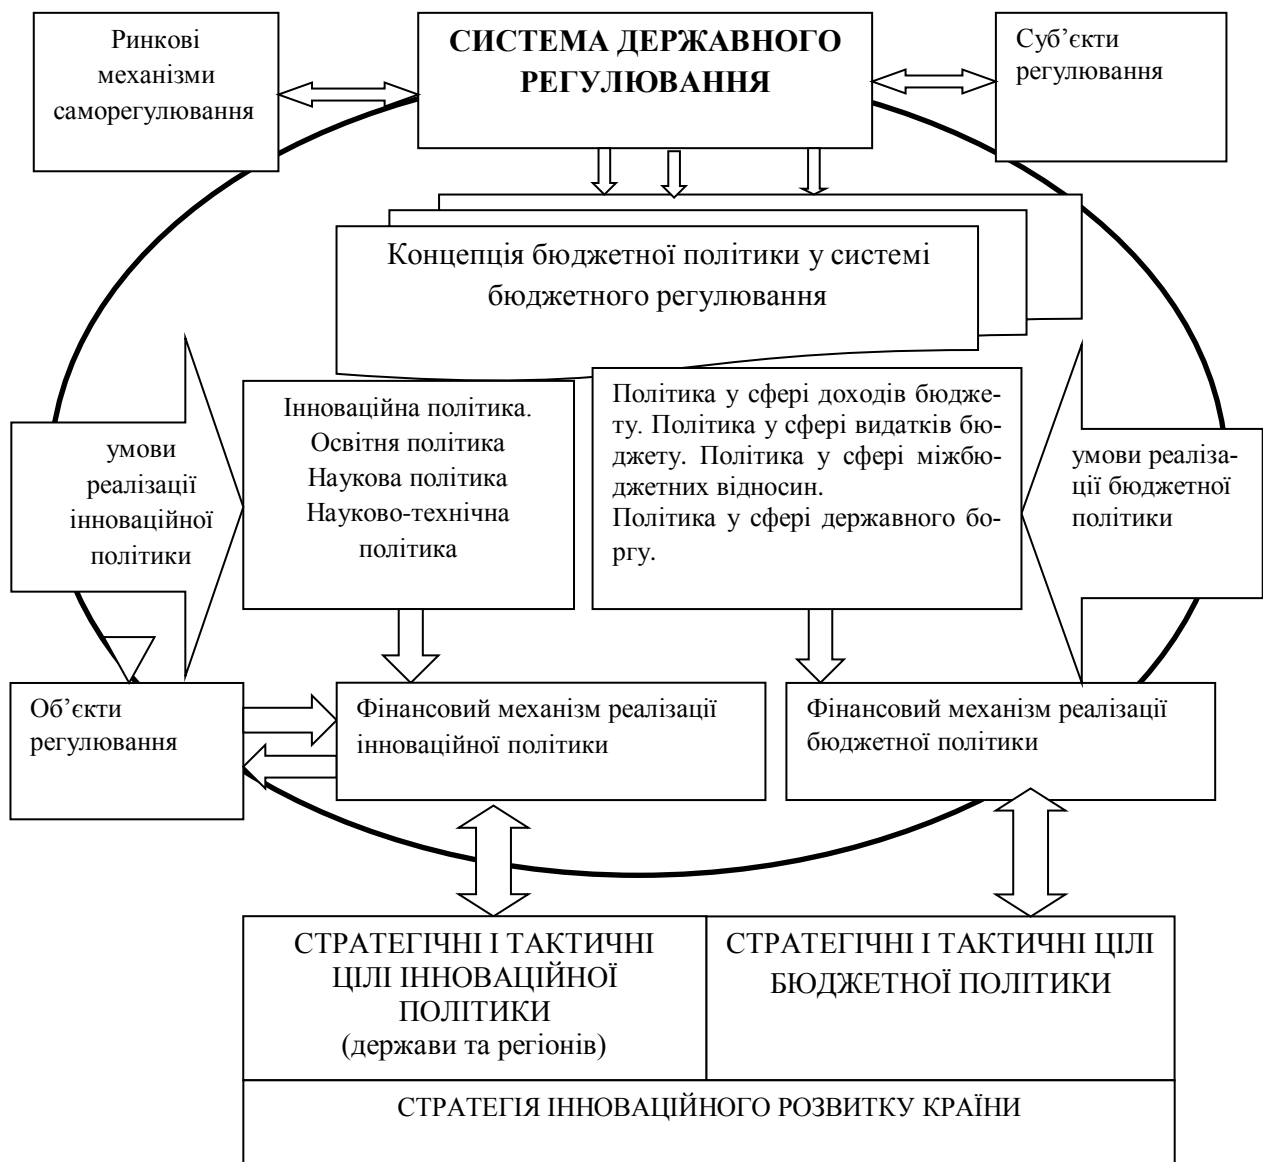 Ринкові
механізми
саморегулювання
СИСТЕМА ДЕРЖАВНОГО
РЕГУЛЮВАННЯ
Суб’єкти
регулювання
Концепція бюджетної політики у системі
бюджетного регулювання
умови
реалізації
інноваційної
політики
Інноваційна політика.
Освітня політика
Наукова політика
Науково-технічна
політика
Політика у сфері доходів бюдже-
ту. Політика у сфері видатків бю-
джету. Політика у сфері міжбю-
джетних відносин.
Політика у сфері державного бо-
ргу.
умови реаліза-
ції бюджетної
політики
Об’єкти
регулювання
Фінансовий механізм реалізації
інноваційної політики
Фінансовий механізм реалізації
бюджетної політики
СТРАТЕГІЧНІ І ТАКТИЧНІ
ЦІЛІ ІННОВАЦІЙНОЇ
ПОЛІТИКИ
(держави та регіонів)
СТРАТЕГІЧНІ І ТАКТИЧНІ ЦІЛІ
БЮДЖЕТНОЇ ПОЛІТИКИ
СТРАТЕГІЯ ІННОВАЦІЙНОГО РОЗВИТКУ КРАЇНИ